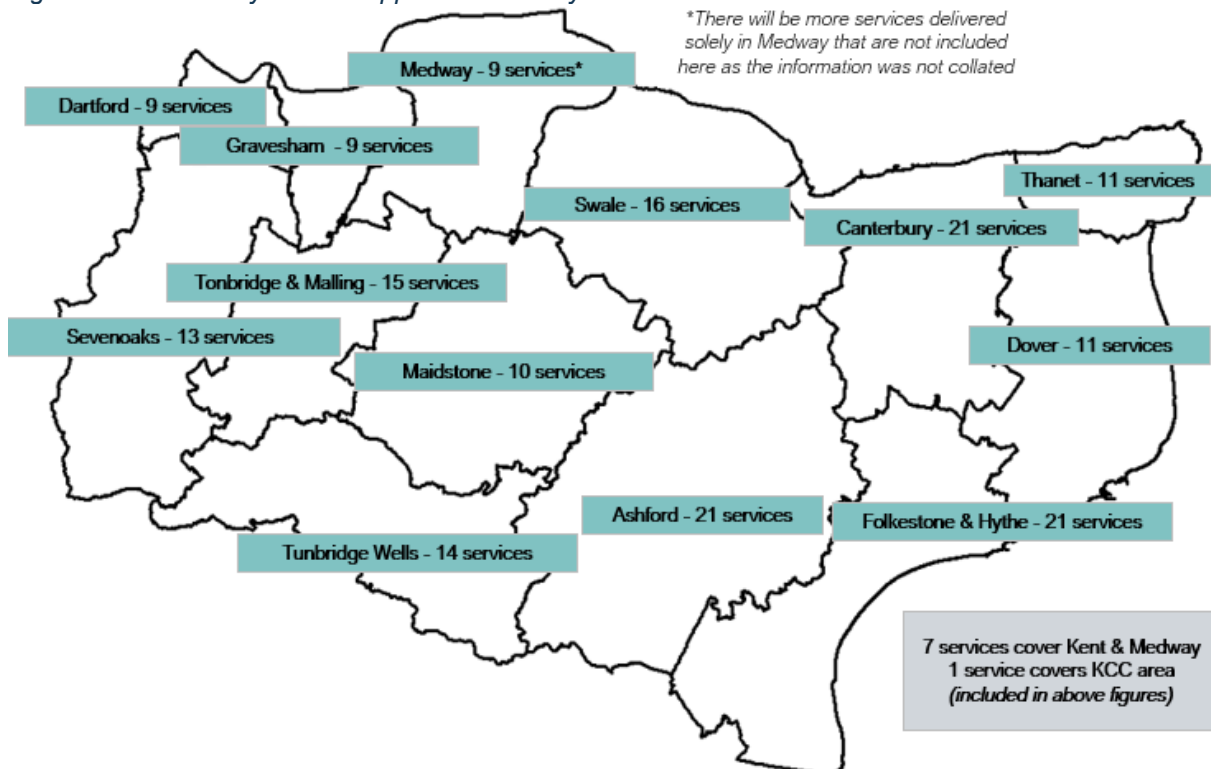 *There will be more services delivered
solely in Medway that are not included
here as the information was not collated
Medway - 9 services*
Dartford - 9 services
Gravesham - 9 services
Thanet - 11 services
Swale - 16 services
Canterbury - 21 services
Tonbridge & Malling - 15 services
Sevenoaks - 13 services
Dover - 11 services
Maidstone - 10 services
Ashford - 21 services
Folkestone & Hythe - 21 services
Tunbridge Wells - 14 services
7 services cover Kent & Medway
1 service covers KCC area
(included in above figures)